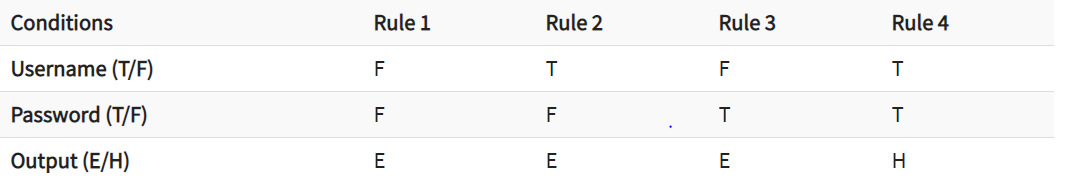 Conditions Rule 1 Rule 2 Rule 3 Rule 4
Username (T/F) F T F T
Password (T/F) F F T T
Output (E/H) E E E H